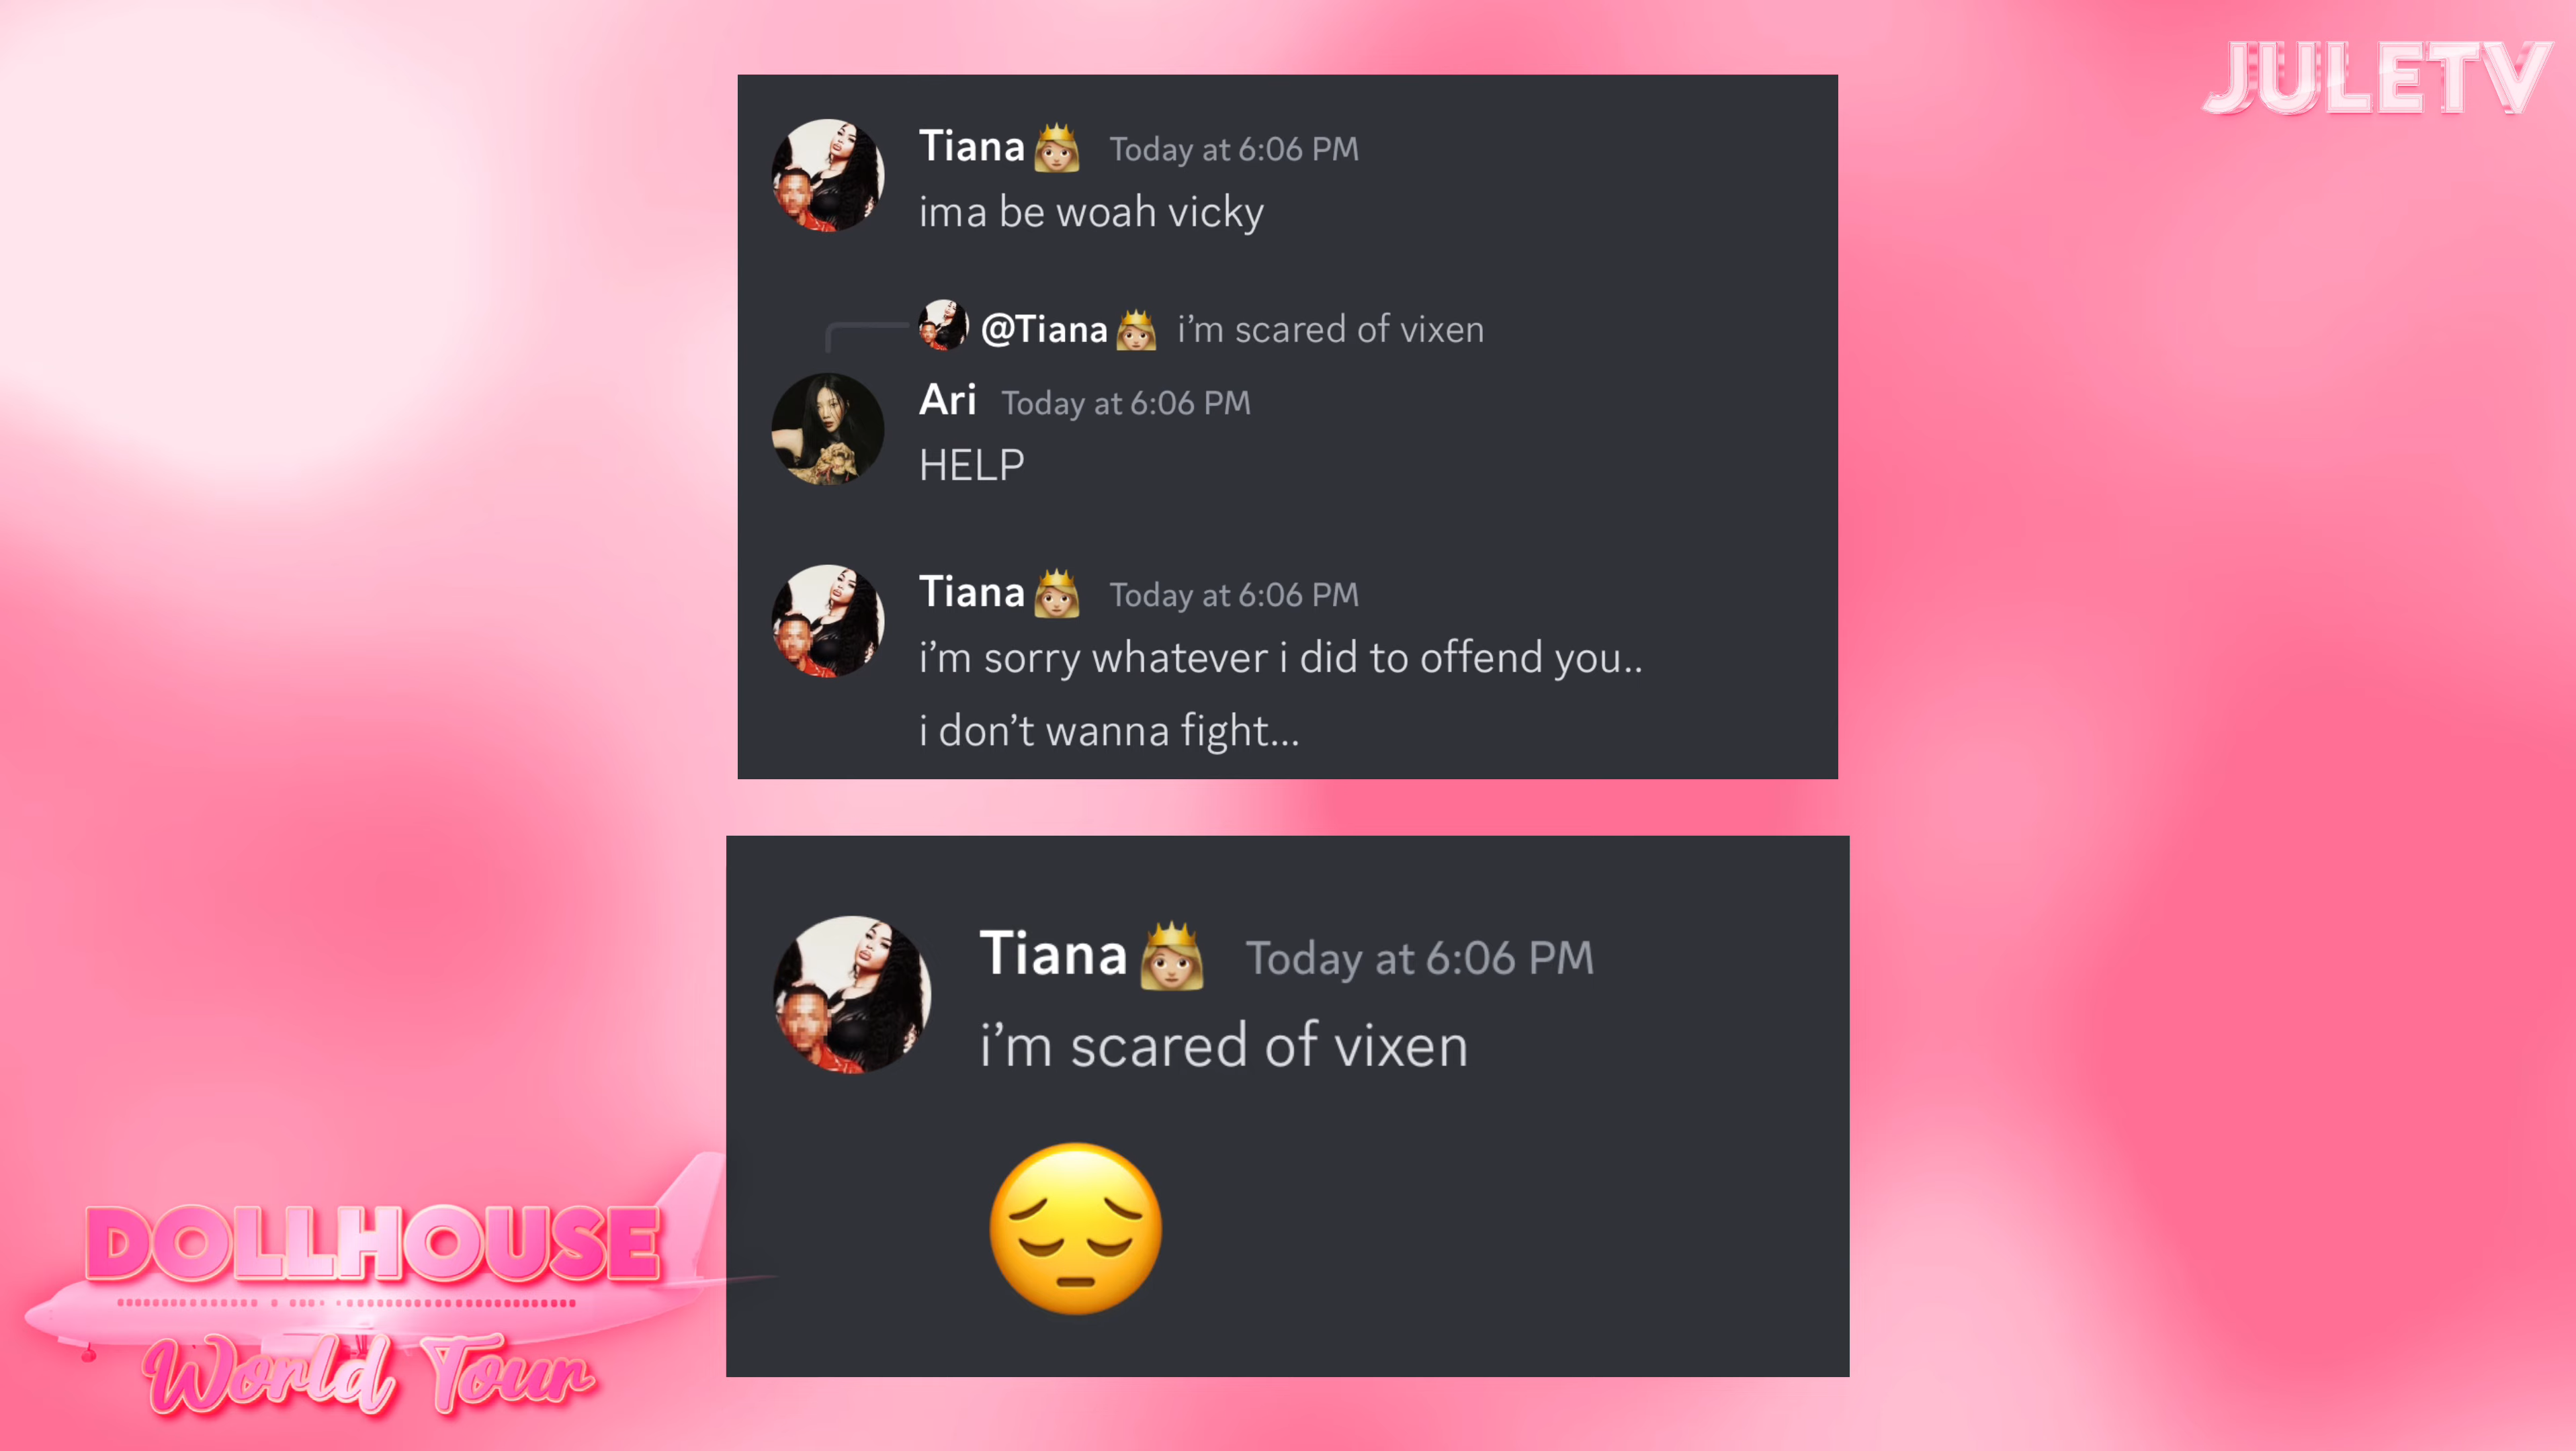 JULETV
Tiana👸🏼 Today at 6:06 PM
ima be woah vicky
@Tiana👸🏼 i’m scared of vixen
Ari Today at 6:06 PM
HELP
Tiana👸🏼 Today at 6:06 PM
i’m sorry whatever i did to offend you..
i don’t wanna fight...
Tiana👸🏼 Today at 6:06 PM
i’m scared of vixen
😔
DOLLHOUSE
World Tour